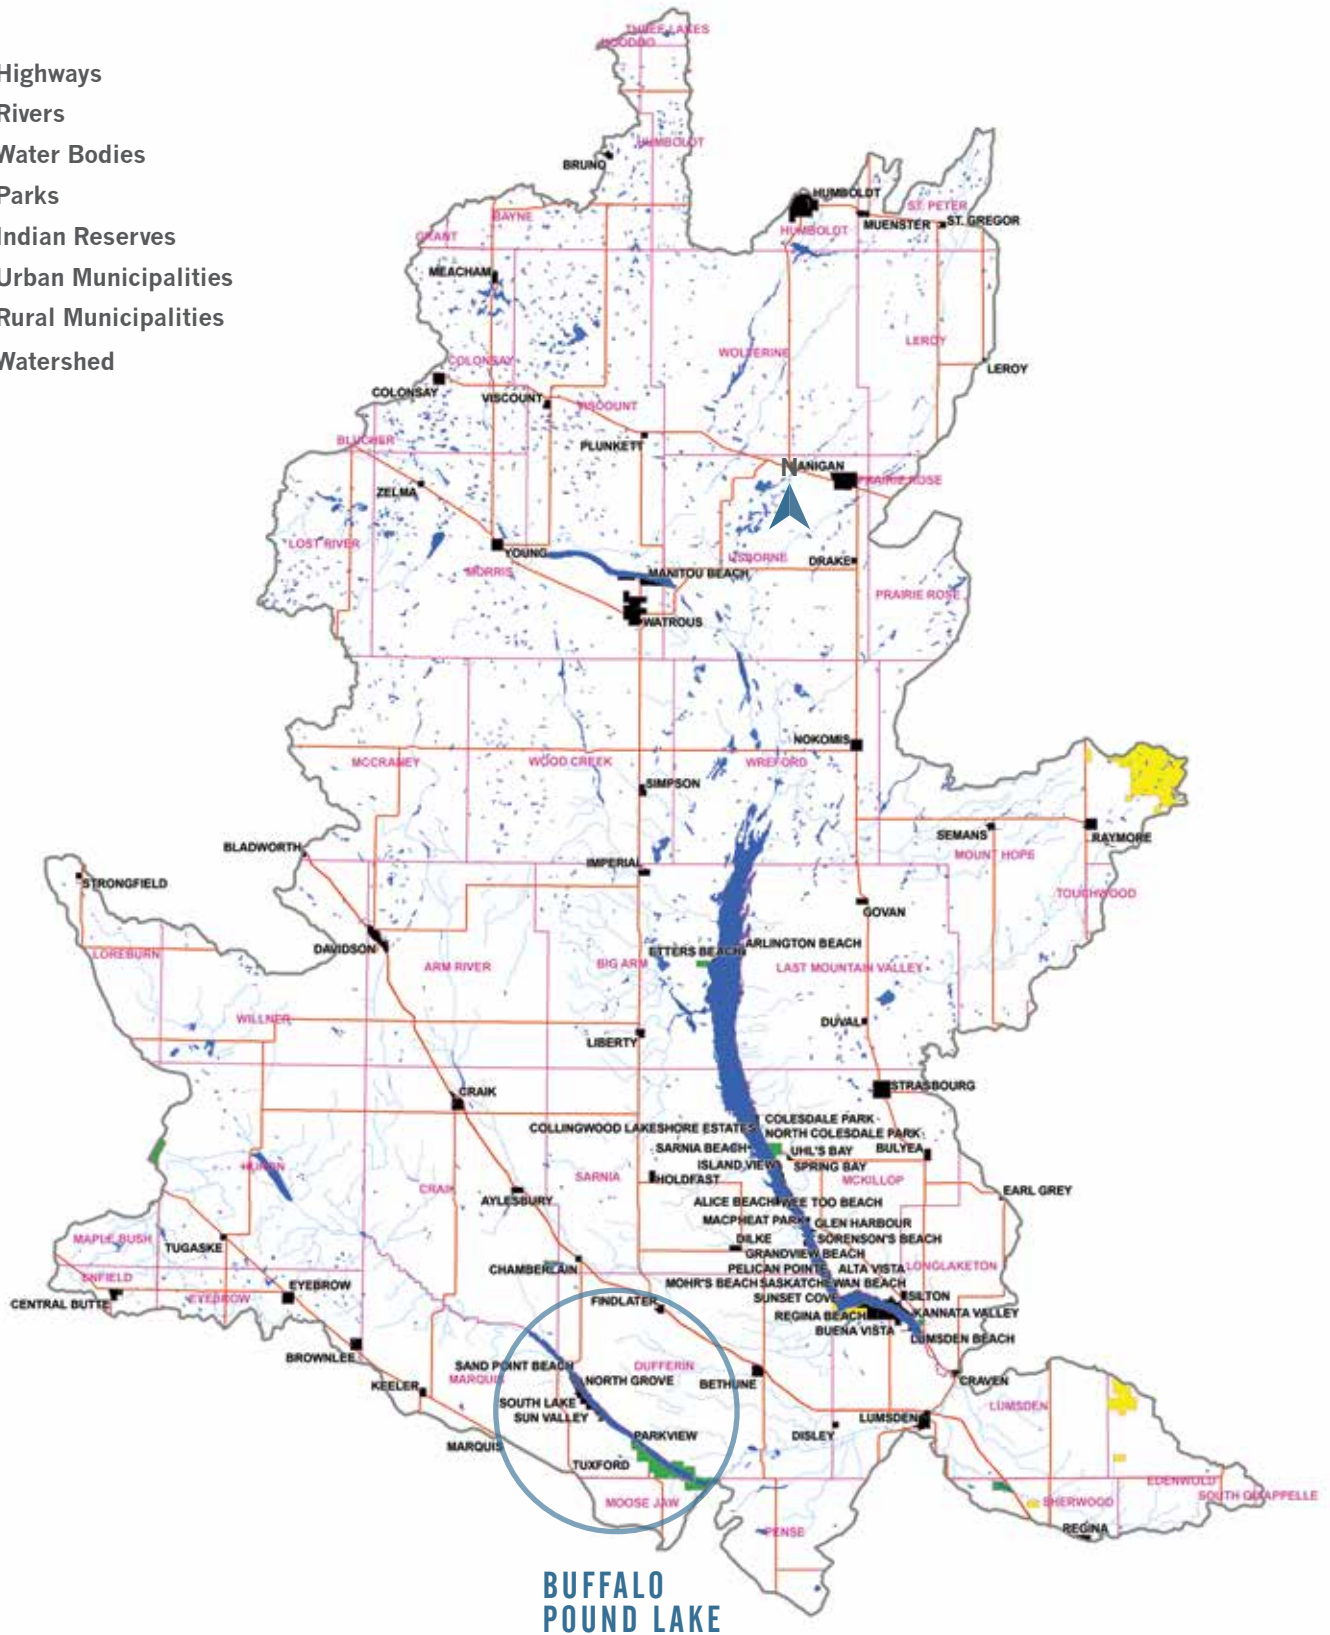 Highways
Rivers
Water Bodies
Parks
Indian Reserves
Urban Municipalities
Rural Municipalities
Watershed
THREE LAKES
HOODOO
HUMBOLDT
BRUNO
HUMBOLDT
BAYNE
ST. PETER
GRANT
HUMBOLDT
MUENSTER
ST. GREGOR
MEACHAM
COLONSAY
WOLVERINE
LEROY
LEROY
COLONSAY
VISCOUNT
VISCOUNT
BLUCHER
PLUNKETT
N
LANIGAN
PRAIRIE ROSE
ZELMA
LOST RIVER
YOUNG
MORRIS
USBORNE
DRAKE
MANITOU BEACH
PRAIRIE ROSE
WATROUS
NOKOMIS
MCCRANEY
WOOD CREEK
WREFORD
SIMPSON
SEMANS
RAYMORE
BLADWORTH
MOUNT HOPE
IMPERIAL
STRONGFIELD
TOUCHWOOD
GOVAN
DAVIDSON
ARLINGTON BEACH
LOREBURN
ETTERS BEACH
ARM RIVER
BIG ARM
LAST MOUNTAIN VALLEY
WILLNER
DUVAL
LIBERTY
CRAIK
STRASBOURG
COLESDALE PARK
COLLINGWOOD LAKESHORE ESTATES
NORTH COLESDALE PARK
SARNIA BEACH
UHL'S BAY
BULYEA
HURON
ISLAND VIEW
SPRING BAY
SARNIA
HOLDFAST
MCKILLOP
CRAIK
EARL GREY
AYLESBURY
ALICE BEACH
WEE TOO BEACH
MACPHEAT PARK
GLEN HARBOUR
MAPLE BUSH
TUGASKE
DILKE
SORENSON'S BEACH
GRANDVIEW BEACH
CHAMBERLAIN
PELICAN POINTE
ALTA VISTA
LONGLAKETON
ENFIELD
MOHR'S BEACH
SASKATCHEWAN BEACH
EYEBROW
EYEBROW
CENTRAL BUTTE
FINDLATER
SUNSET COVE
SILTON
REGINA BEACH
KANNATA VALLEY
BUENA VISTA
LUMSDEN BEACH
BROWNLEE
SAND POINT BEACH
DUFFERIN
MARQUIS
NORTH GROVE
BETHUNE
CRAVEN
KEELER
SOUTH LAKE
SUN VALLEY
LUMSDEN
LUMSDEN
PARKVIEW
DISLEY
MARQUIS
TUXFORD
EDENWOLD
SOUTH QU'APPELLE
MOOSE JAW
SHERWOOD
PENSE
REGINA
BUFFALO
POUND LAKE